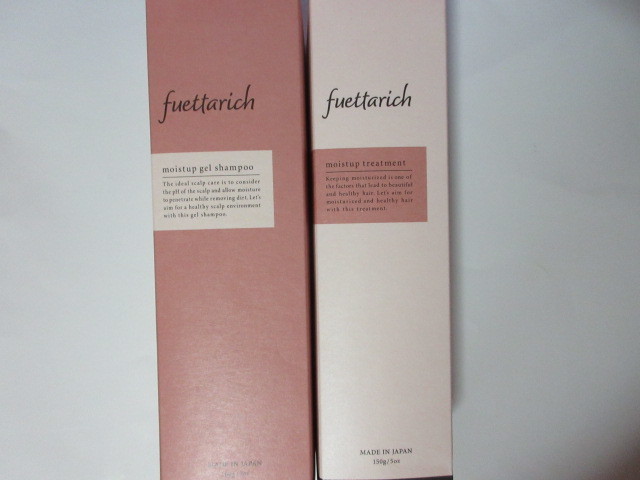 fuettarich
moistup gel shampoo
The ideal scalp care is to consider
the pH of the scalp and allow moisture
to penetrate while removing dirt. Let's
aim for a healthy scalp environment
with this gel shampoo.
MADE IN JAPAN
fuettarich
moistup treatment
Keeping moisturized is one of
the factors that lead to beautiful
and healthy hair. Let's aim for
moisturized and healthy hair
with this treatment
MADE IN JAPAN
150g/5oz